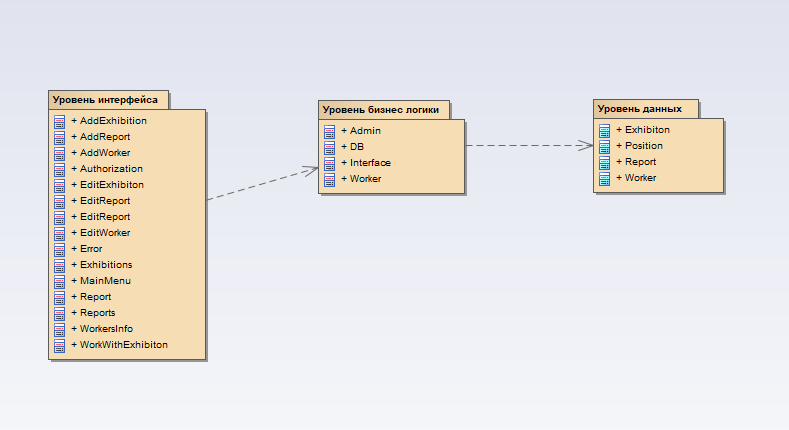 Уровень интерфейса
+ AddExhibition
+ AddReport
+ AddWorker
+ Authorization
+ EditExhibiton
+ EditReport
+ EditReport
+ EditWorker
+ Error
+ Exhibitions
+ MainMenu
+ Report
+ Reports
+ WorkersInfo
+ WorkWithExhibiton
Уровень бизнес логики
+ Admin
+ DB
+ Interface
+ Worker
Уровень данных
+ Exhibiton
+ Position
+ Report
+ Worker